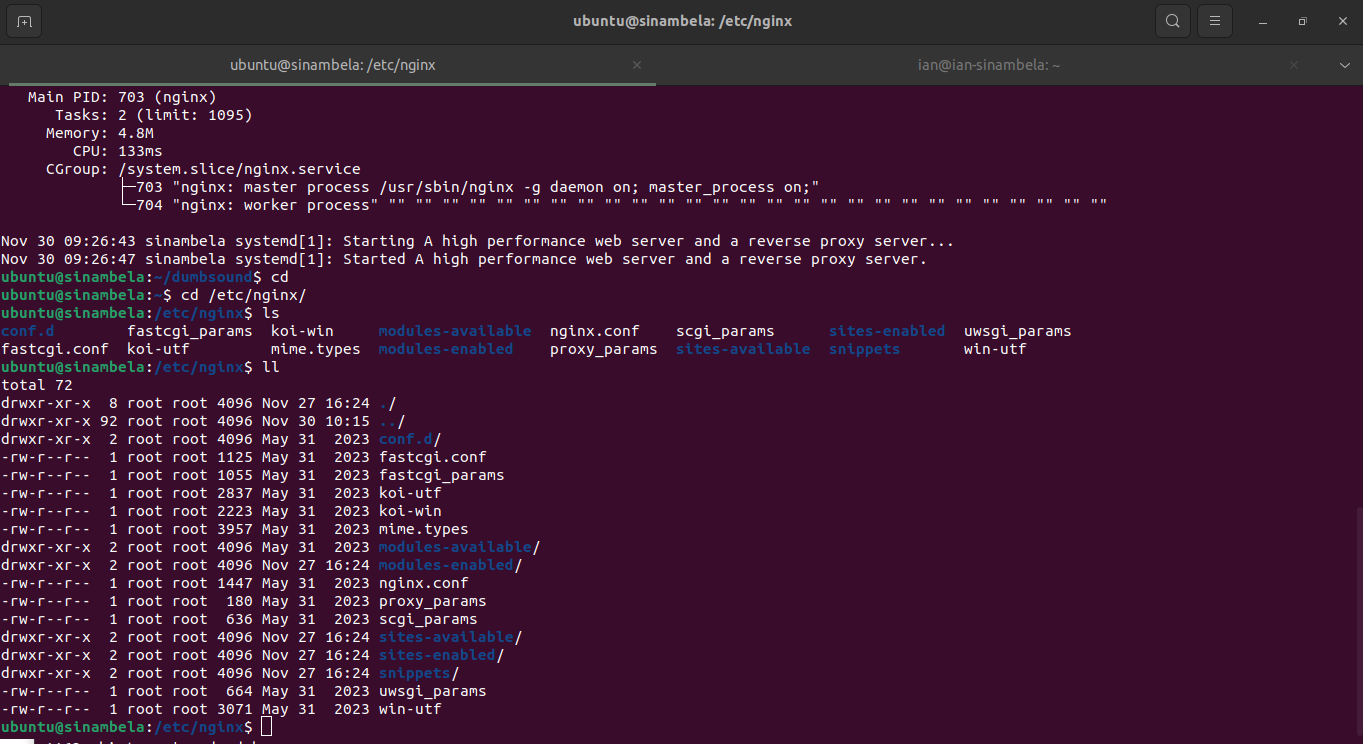 ubuntu@sinambela: /etc/nginx
ubuntu@sinambela: /etc/nginx
ian@ian-sinambela: ~
Main PID: 703 (nginx)
Tasks: 2 (limit: 1095)
Memory: 4.8M
CPU: 133ms
CGroup: /system.slice/nginx.service
├─703 "nginx: master process /usr/sbin/nginx -g daemon on; master_process on;"
└─704 "nginx: worker process" "" "" "" "" "" "" "" "" "" "" "" "" "" "" "" "" "" "" "" "" "" "" "" "" "" "" ""
Nov 30 09:26:43 sinambela systemd[1]: Starting A high performance web server and a reverse proxy server...
Nov 30 09:26:47 sinambela systemd[1]: Started A high performance web server and a reverse proxy server.
ubuntu@sinambela:~/dumbsound$ cd
ubuntu@sinambela:~$ cd /etc/nginx/
ubuntu@sinambela:/etc/nginx$ ls
conf.d fastcgi_params koi-win modules-available nginx.conf scgi_params sites-enabled uwsgi_params
fastcgi.conf koi-utf mime.types modules-enabled proxy_params sites-available snippets win-utf
ubuntu@sinambela:/etc/nginx$ ll
total 72
drwxr-xr-x 8 root root 4096 Nov 27 16:24 ./
drwxr-xr-x 92 root root 4096 Nov 30 10:15 ../
drwxr-xr-x 2 root root 4096 May 31 2023 conf.d/
-rw-r--r-- 1 root root 1125 May 31 2023 fastcgi.conf
-rw-r--r-- 1 root root 1055 May 31 2023 fastcgi_params
-rw-r--r-- 1 root root 2837 May 31 2023 koi-utf
-rw-r--r-- 1 root root 2223 May 31 2023 koi-win
-rw-r--r-- 1 root root 3957 May 31 2023 mime.types
drwxr-xr-x 2 root root 4096 May 31 2023 modules-available/
drwxr-xr-x 2 root root 4096 Nov 27 16:24 modules-enabled/
-rw-r--r-- 1 root root 1447 May 31 2023 nginx.conf
-rw-r--r-- 1 root root 180 May 31 2023 proxy_params
-rw-r--r-- 1 root root 636 May 31 2023 scgi_params
drwxr-xr-x 2 root root 4096 Nov 27 16:24 sites-available/
drwxr-xr-x 2 root root 4096 Nov 27 16:24 sites-enabled/
drwxr-xr-x 2 root root 4096 Nov 27 16:24 snippets/
-rw-r--r-- 1 root root 664 May 31 2023 uwsgi_params
-rw-r--r-- 1 root root 3071 May 31 2023 win-utf
ubuntu@sinambela:/etc/nginx$